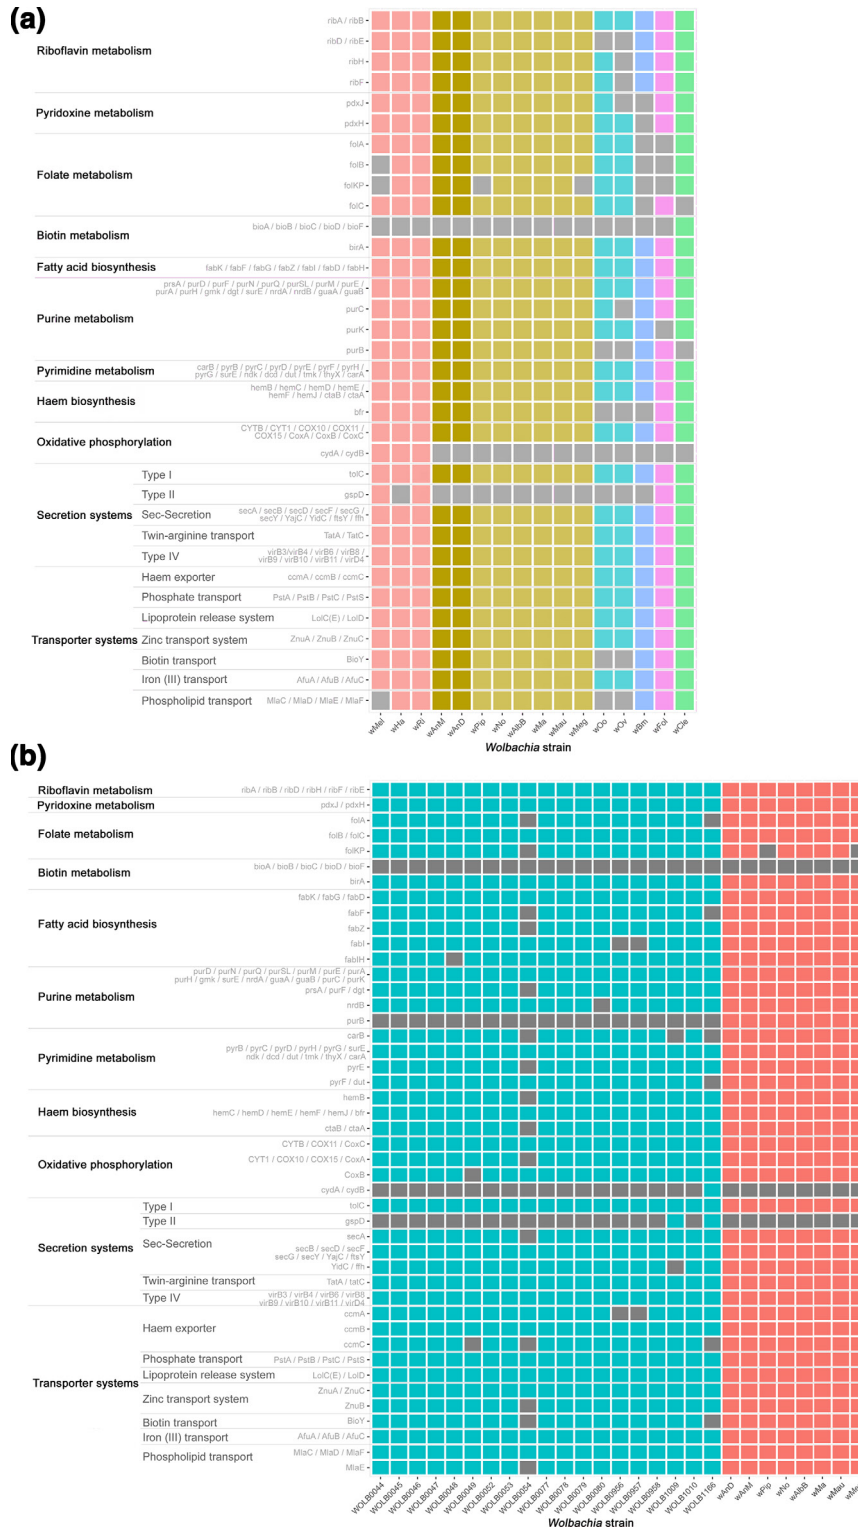 (a)
Riboflavin metabolism
ribA / ribB
ribD / ribE
ribH
ribF
Pyridoxine metabolism
pdxJ
pdxH
Folate metabolism
folA
folB
folKP
folC
Biotin metabolism
bioA / bioB / bioC / bioD / bioF
birA
Fatty acid biosynthesis
fabK / fabF / fabG / fabZ / fabI / fabD / fabH
Purine metabolism
prsA / purD / purF / purN / purQ / purSL / purM / purE /
purA / purH / gmk / dgt / surE / nrdA / nrdB / guaA / guaB
purC
purK
purB
Pyrimidine metabolism
carB / pyrB / pyrC / pyrD / pyrE / pyrF / pyrH /
pyrG / surE / ndk / dcd / dut / tmk / thyX / carA
Haem biosynthesis
hemB / hemC / hemD / hemE /
hemF / hemJ / ctaB / ctaA
bfr
Oxidative phosphorylation
CYTB / CYT1 / COX10 / COX11 /
COX15 / CoxA / CoxB / CoxC
cydA / cydB
Secretion systems
Type I
tolC
Type II
gspD
Sec-Secretion
secA / secB / secD / secF / secG /
secY / YajC / YidC / ftsY / ffh
Twin-arginine transport
TatA / TatC
Type IV
virB3/virB4 / virB6 / virB8 /
virB9 / virB10 / virB11 / virD4
Transporter systems
Haem exporter
ccmA / ccmB / ccmC
Phosphate transport
PstA / PstB / PstC / PstS
Lipoprotein release system
LolC(E) / LolD
Zinc transport system
ZnuA / ZnuB / ZnuC
Biotin transport
BioY
Iron (III) transport
AfuA / AfuB / AfuC
Phospholipid transport
MlaC / MlaD / MlaE / MlaF
wMel wHa wRi wAnM wAnD wPip wNo wAlbB wMa wMau wMeg wOo wOv wBm wFol wCle
Wolbachia strain
(b)
Riboflavin metabolism
ribA / ribB / ribD / ribH / ribF / ribE
Pyridoxine metabolism
pdxJ / pdxH
Folate metabolism
folA
folB / folC
folKP
Biotin metabolism
bioA / bioB / bioC / bioD / bioF
birA
Fatty acid biosynthesis
fabK / fabG / fabD
fabF
fabZ
fabI
fabIH
Purine metabolism
purD / purN / purQ / purSL / purM / purE / purA
purH / gmk / surE / nrdA / guaA / guaB / purC / purK
prsA / purF / dgt
nrdB
purB
Pyrimidine metabolism
carB
pyrB / pyrC / pyrD / pyrH / pyrG / surE
ndk / dcd / dut / tmk / thyX / carA
pyrE
pyrF / dut
Haem biosynthesis
hemB
hemC / hemD / hemE / hemF / hemJ / bfr
ctaB / ctaA
Oxidative phosphorylation
CYTB / COX11 / CoxC
CYT1 / COX10 / COX15 / CoxA
CoxB
cydA / cydB
Secretion systems
Type I
tolC
Type II
gspD
Sec-Secretion
secA
secB / secD / secF
secG / secY / YajC / ftsY
YidC / ffh
Twin-arginine transport
TatA / tatC
Type IV
virB3 / virB4 / virB6 / virB8
virB9 / virB10 / virB11 / virD4
Transporter systems
Haem exporter
ccmA
ccmB
ccmC
Phosphate transport
PstA / PstB / PstC / PstS
Lipoprotein release system
LolC(E) / LolD
Zinc transport system
ZnuA / ZnuC
ZnuB
Biotin transport
BioY
Iron (III) transport
AfuA / AfuB / AfuC
Phospholipid transport
MlaC / MlaD / MlaF
MlaE
WOLB0044 WOLB0045 WOLB0046 WOLB0047 WOLB0048 WOLB0049 WOLB0052 WOLB0053 WOLB0054 WOLB0077 WOLB0078 WOLB0079 WOLB0080 WOLB0956 WOLB0957 WOLB0958 WOLB1009 WOLB1010 WOLB1166 wAnD wAnM wPip wNo wAlbB wMa wMau
Wolbachia strain